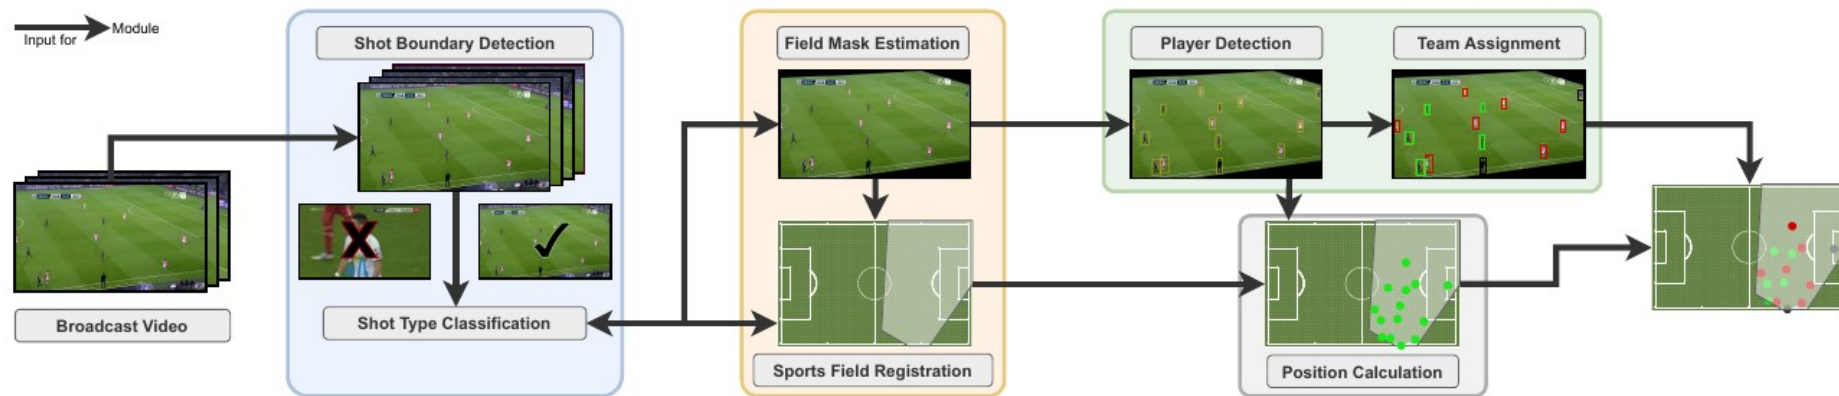 Input for
Module
Broadcast Video
Shot Boundary Detection
Shot Type Classification
Field Mask Estimation
Sports Field Registration
Player Detection
Team Assignment
Position Calculation